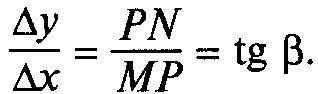 Δy/Δx = PN/MP = tg β.